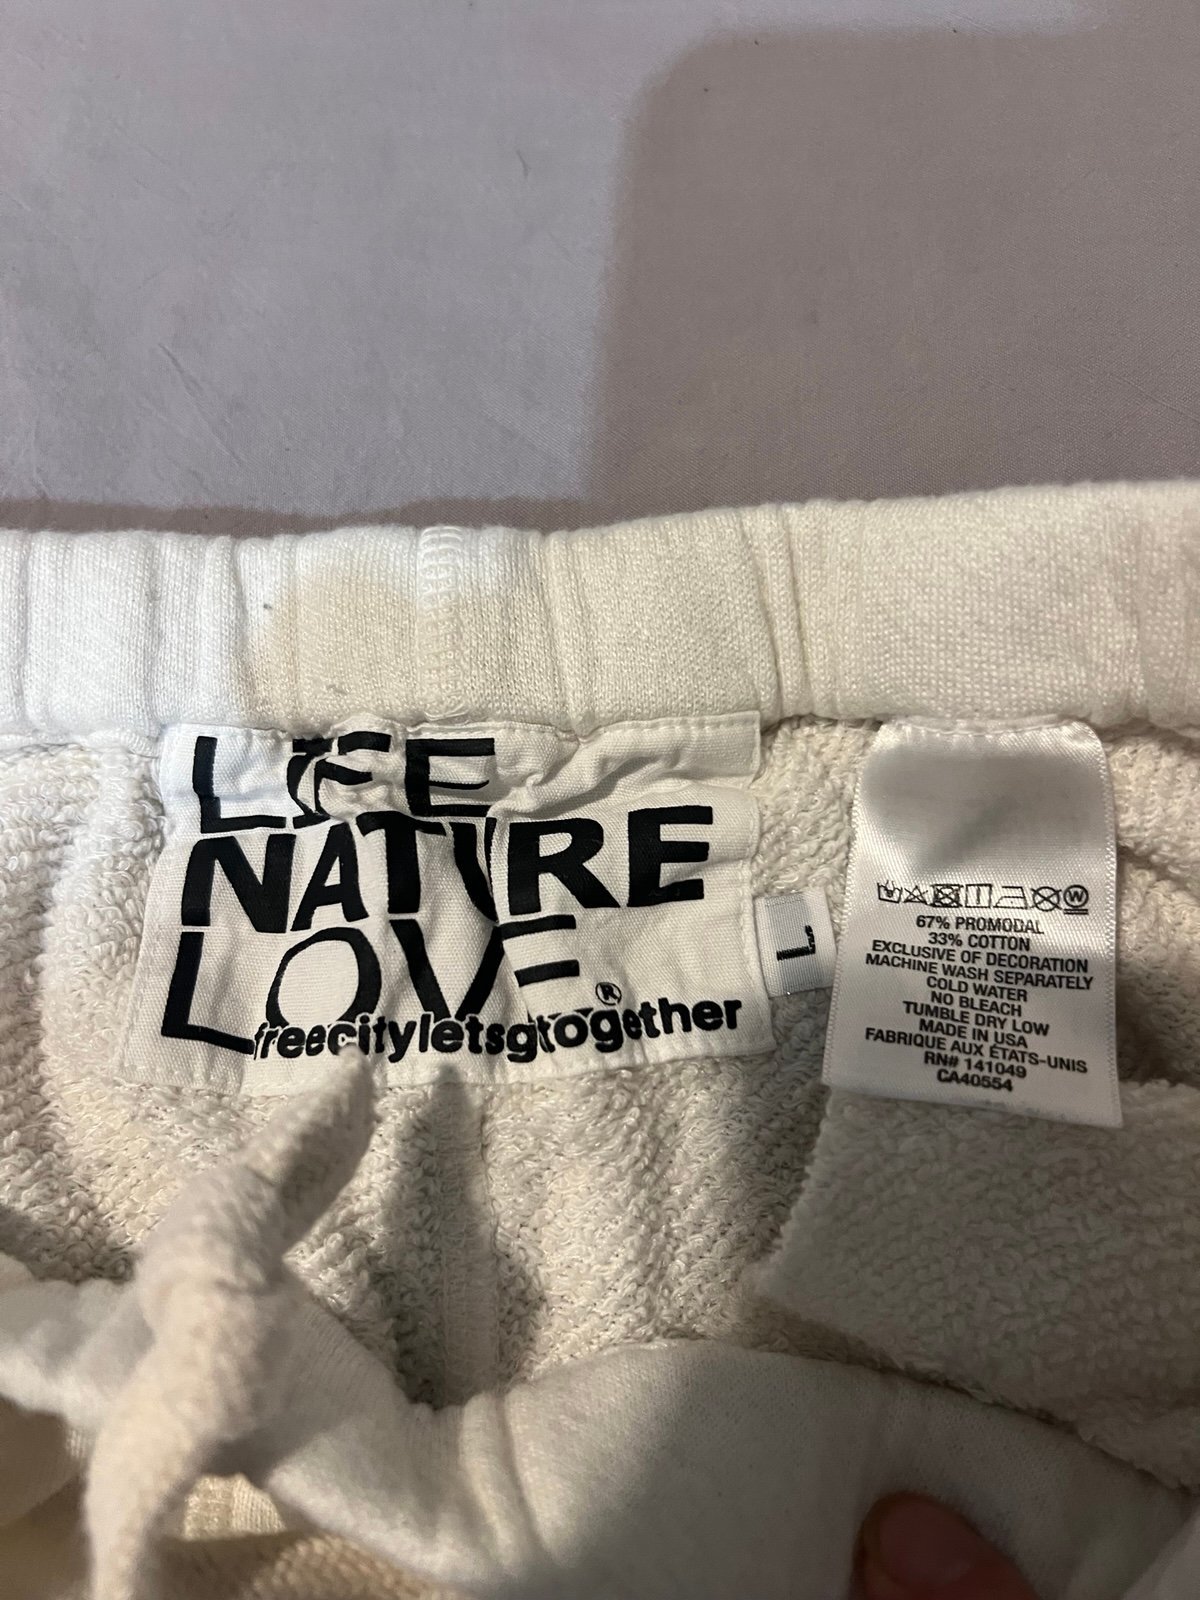 LIFE
NATURE
LOVE®
freecityletsgtogether
L
W
67% PROMODAL
33% COTTON
EXCLUSIVE OF DECORATION
MACHINE WASH SEPARATELY
COLD WATER
NO BLEACH
TUMBLE DRY LOW
MADE IN USA
FABRIQUE AUX ÉTATS-UNIS
RN# 141049
CA40554